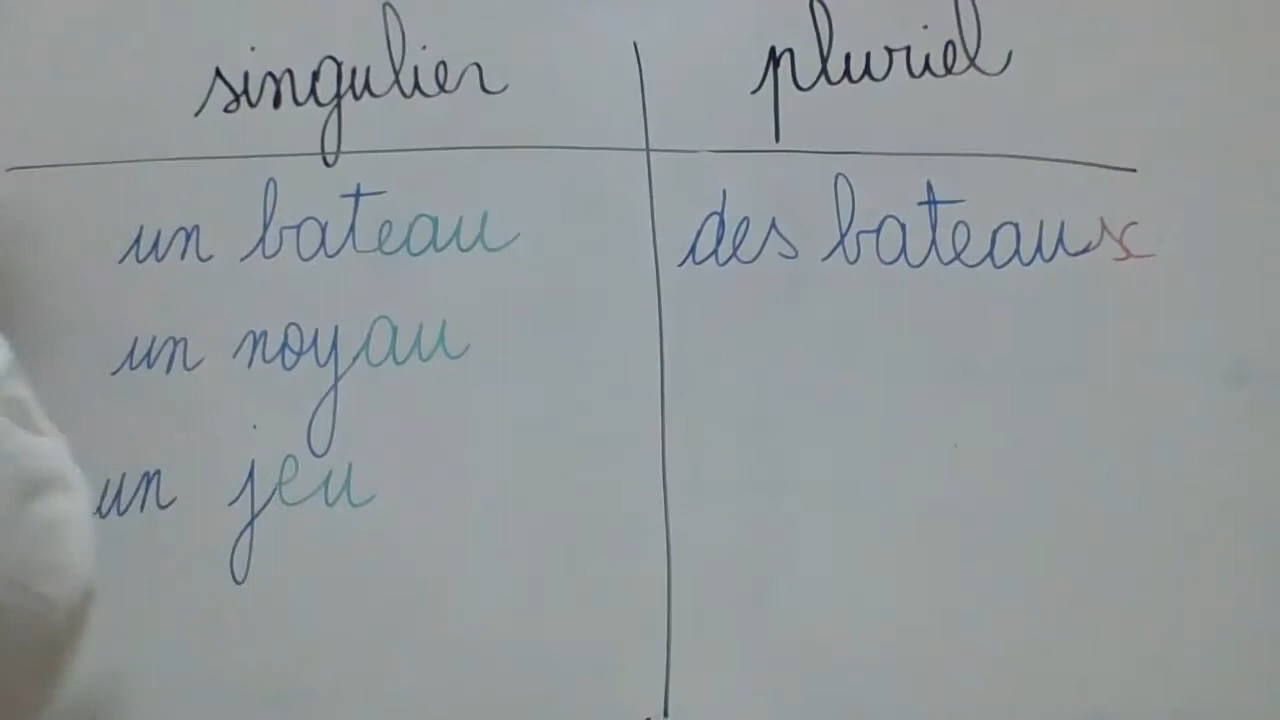 singulier pluriel
un bateau des bateaux
un noyau
un jeu